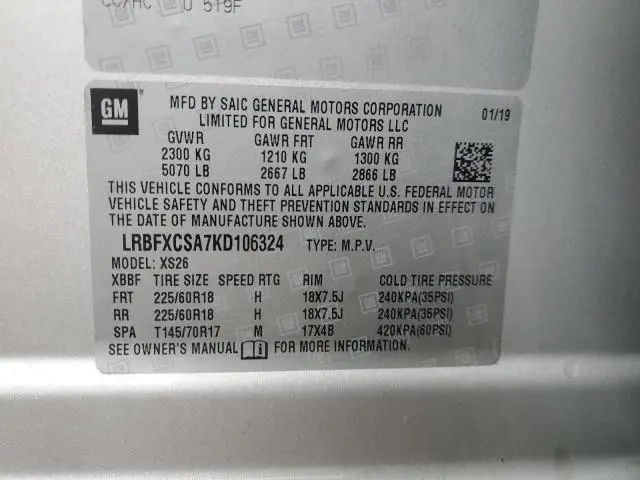 519F
GM
MFD BY SAIC GENERAL MOTORS CORPORATION 01/19
LIMITED FOR GENERAL MOTORS LLC
GVWR GAWR FRT GAWR RR
2300 KG 1210 KG 1300 KG
5070 LB 2667 LB 2866 LB
THIS VEHICLE CONFORMS TO ALL APPLICABLE U.S. FEDERAL MOTOR
VEHICLE SAFETY AND THEFT PREVENTION STANDARDS IN EFFECT ON
THE DATE OF MANUFACTURE SHOWN ABOVE.
LRBFXCSA7KD106324 TYPE: M.P.V.
MODEL: XS26
XBBF TIRE SIZE SPEED RTG RIM COLD TIRE PRESSURE
FRT 225/60R18 H 18X7.5J 240KPA(35PSI)
RR 225/60R18 H 18X7.5J 240KPA(35PSI)
SPA T145/70R17 M 17X4B 420KPA(60PSI)
SEE OWNER'S MANUAL FOR MORE INFORMATION.